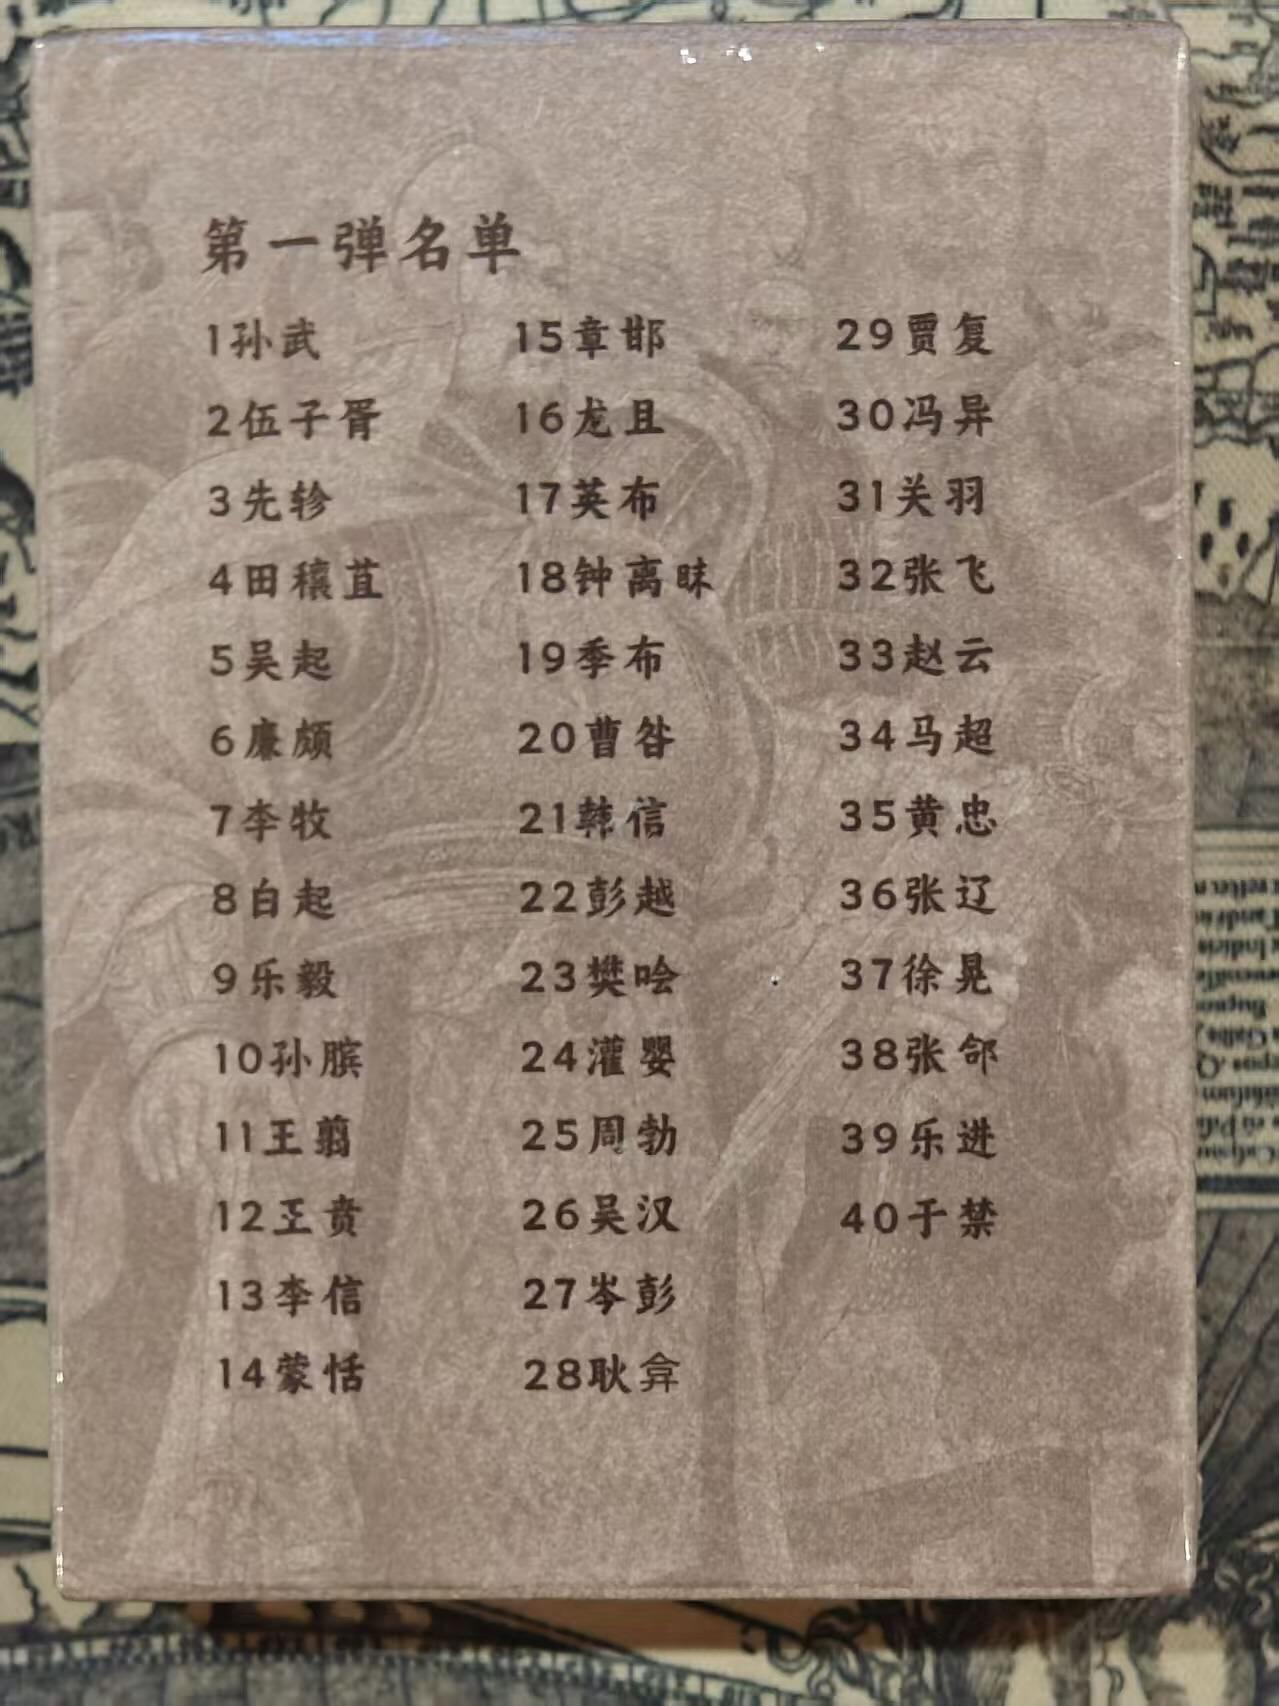 第一弹名单
1孙武
2伍子胥
3先轸
4田穰苴
5吴起
6廉颇
7李牧
8白起
9乐毅
10孙膑
11王翦
12王贲
13李信
14蒙恬
15章邯
16龙且
17英布
18钟离眜
19季布
20曹咎
21韩信
22彭越
23樊哙
24灌婴
25周勃
26吴汉
27岑彭
28耿弇
29贾复
30冯异
31关羽
32张飞
33赵云
34马超
35黄忠
36张辽
37徐晃
38张郃
39乐进
40于禁